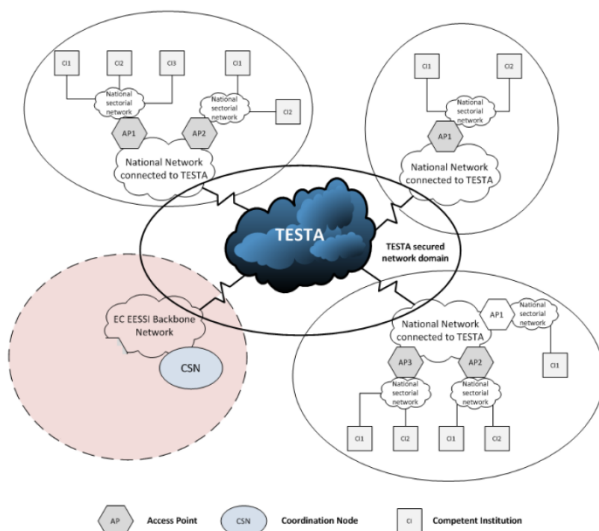 CI1
CI2
CI3
CI1
National
sectorial
network
National
sectorial
network
CI2
AP1
AP2
National Network
connected to TESTA
CI1
CI2
National
sectorial
network
AP1
National Network
connected to TESTA
TESTA
TESTA secured
network domain
EC EESSI Backbone
Network
CSN
National Network
connected to TESTA
AP1
National
sectorial
network
AP3
AP2
CI1
National
sectorial
network
National
sectorial
network
CI1
CI2
CI1
CI2
AP
Access Point
CSN
Coordination Node
CI
Competent Institution